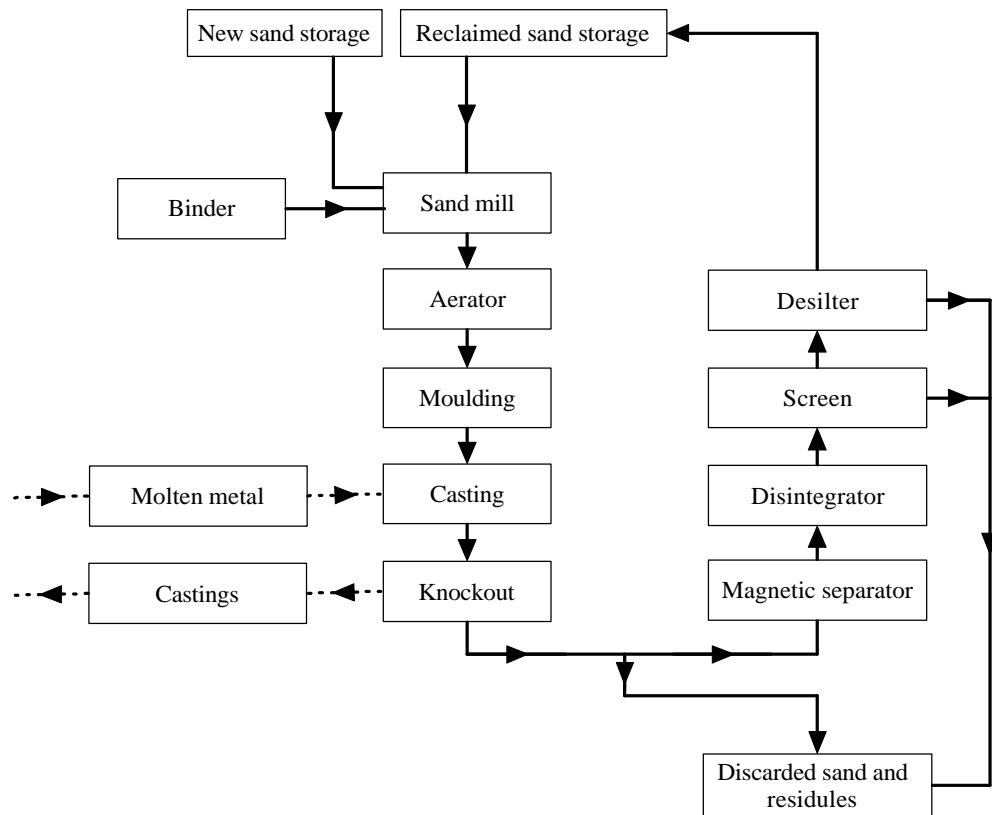 New sand storage
Reclaimed sand storage
Binder
Sand mill
Aerator
Desilter
Moulding
Screen
Molten metal
Casting
Disintegrator
Castings
Knockout
Magnetic separator
Discarded sand and
residules